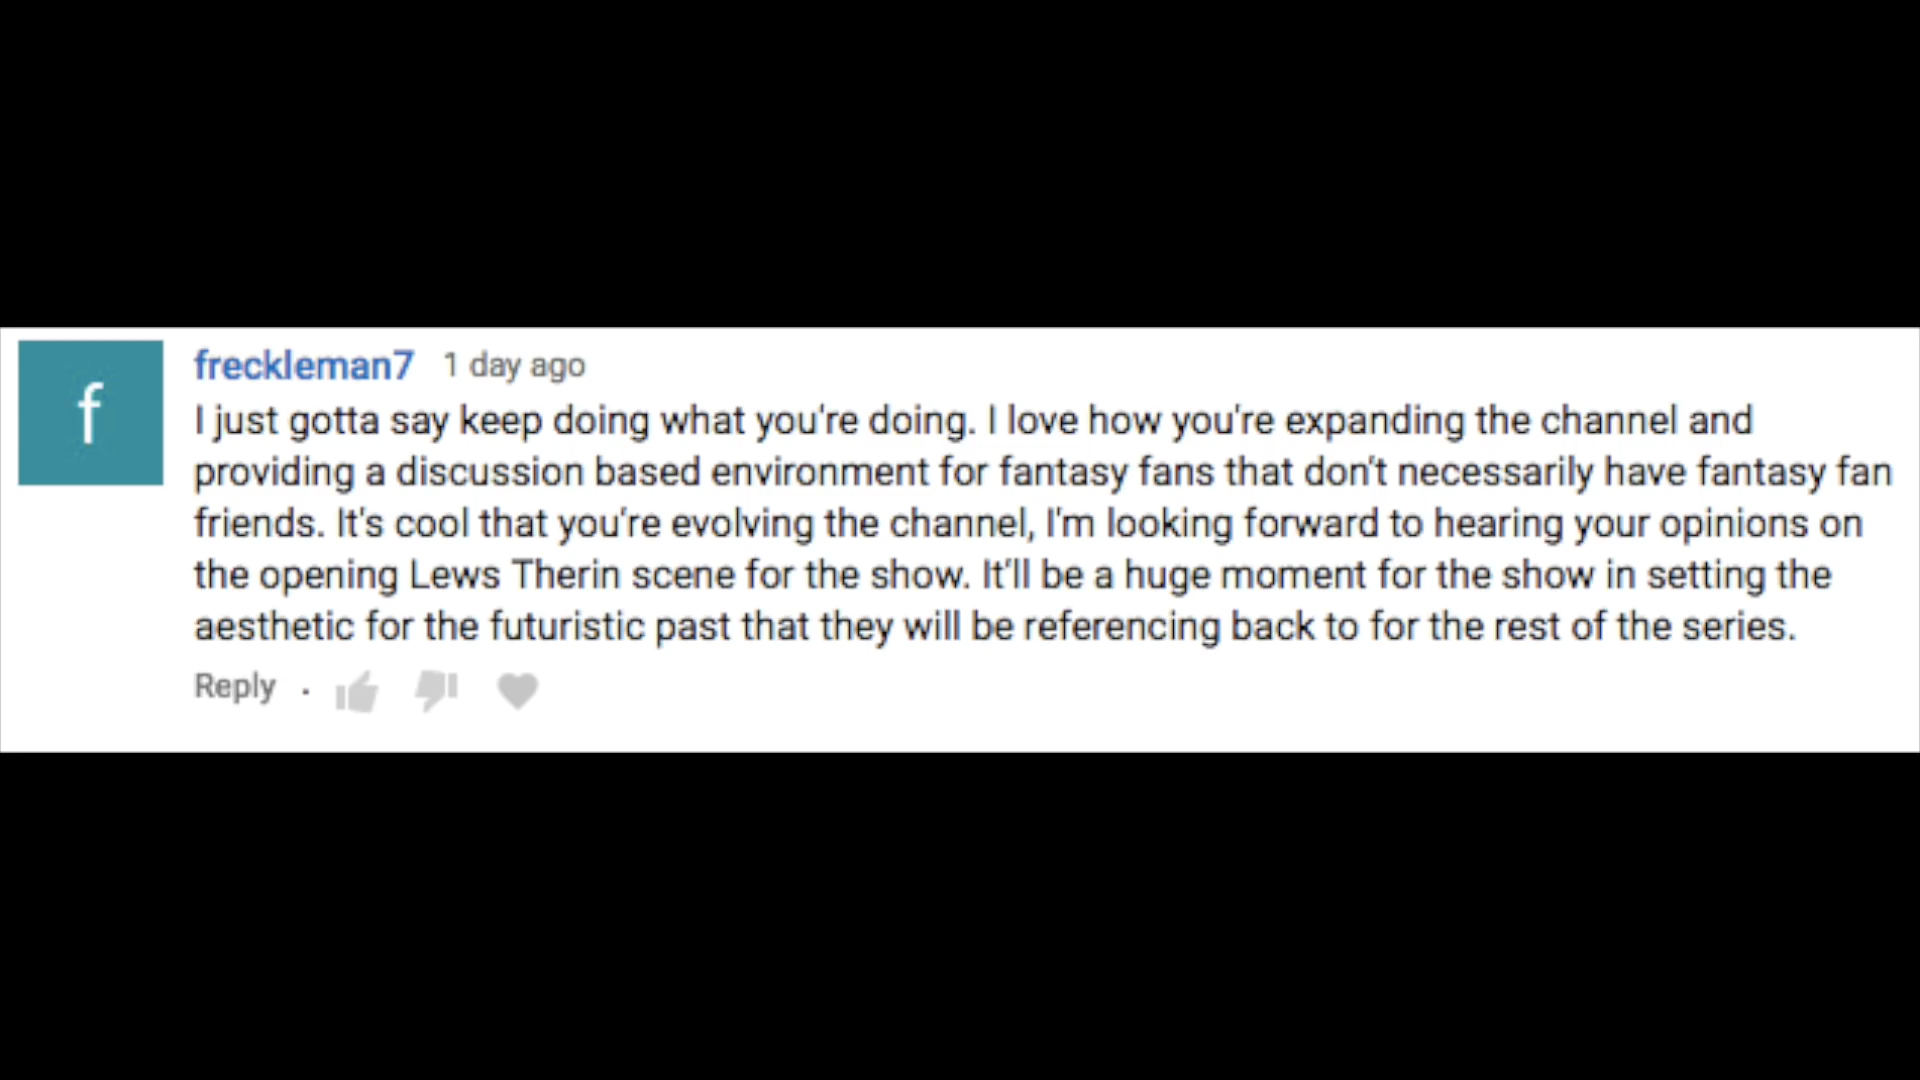 f
freckleman7 1 day ago
I just gotta say keep doing what you're doing. I love how you're expanding the channel and
providing a discussion based environment for fantasy fans that don't necessarily have fantasy fan
friends. It's cool that you're evolving the channel, I'm looking forward to hearing your opinions on
the opening Lews Therin scene for the show. It'll be a huge moment for the show in setting the
aesthetic for the futuristic past that they will be referencing back to for the rest of the series.
Reply ·